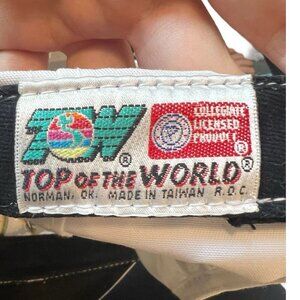 TOW®
COLLEGIATE
LICENSED
PRODUCT
®
TOP OF THE WORLD®
NORMAN, OK. MADE IN TAIWAN R.O.C.